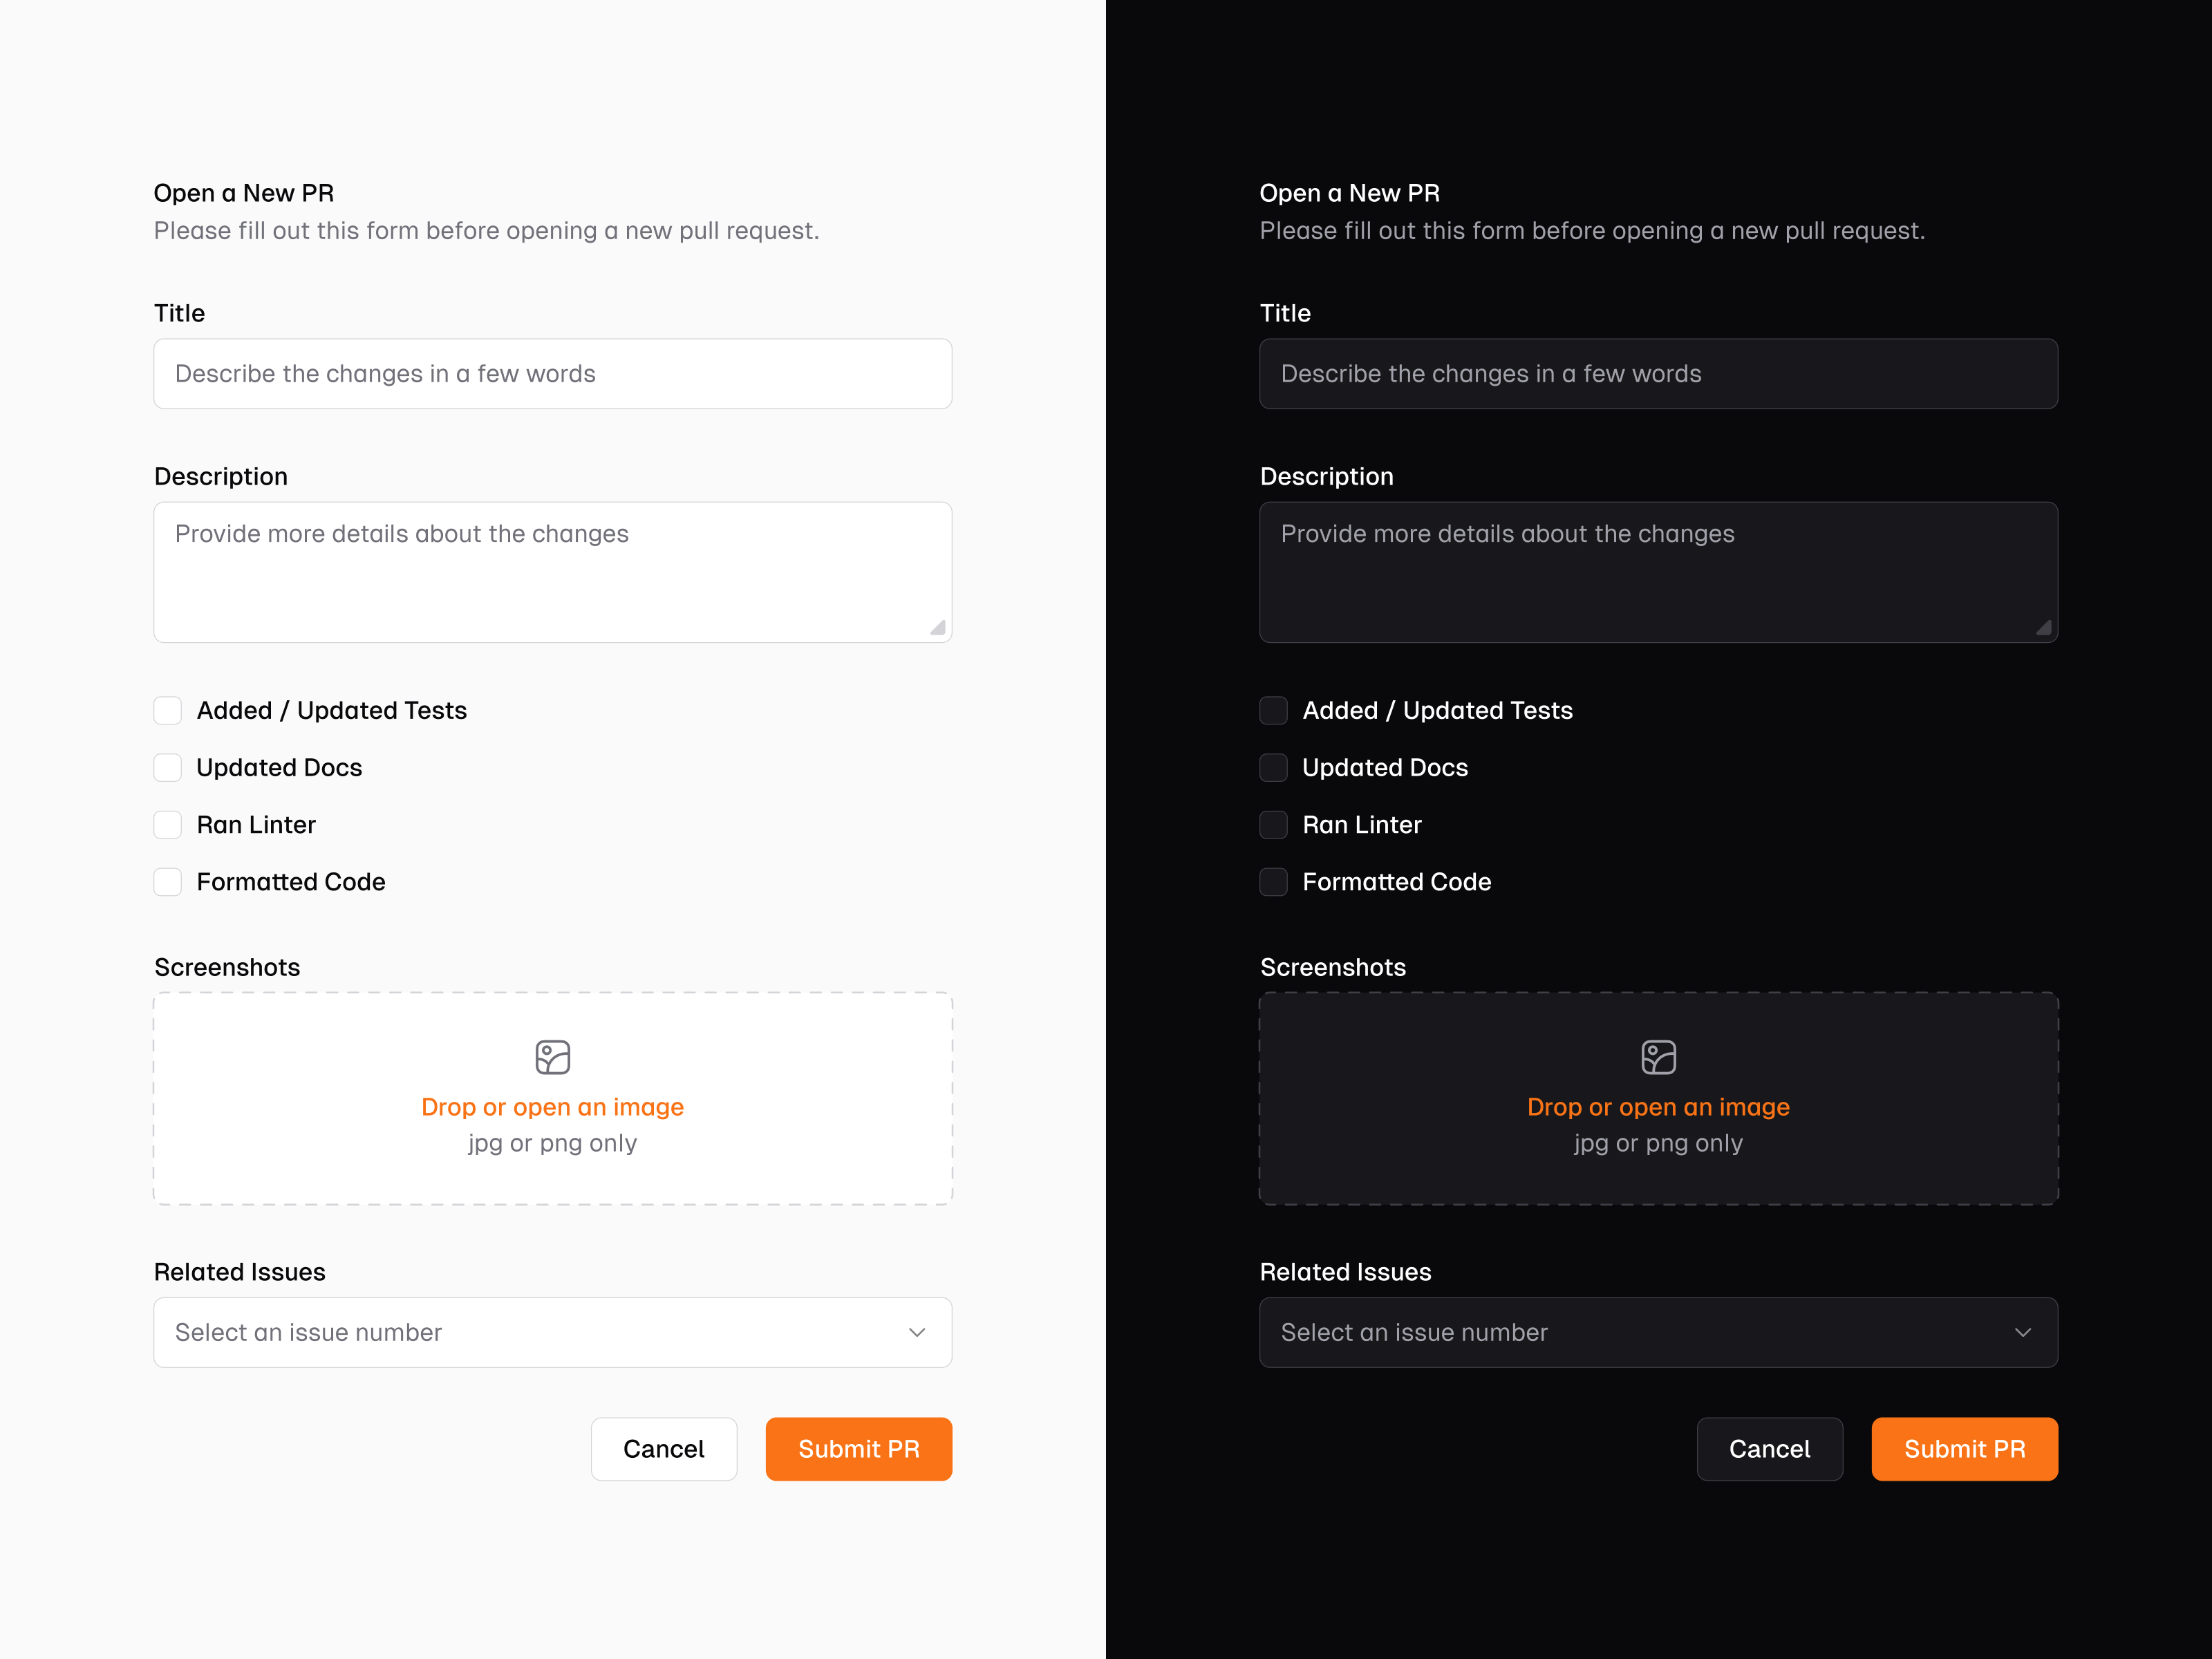 Open a New PR
Please fill out this form before opening a new pull request.
Title
Describe the changes in a few words
Description
Provide more details about the changes
Added / Updated Tests
Updated Docs
Ran Linter
Formatted Code
Screenshots
Drop or open an image
jpg or png only
Related Issues
Select an issue number
Cancel
Submit PR
Open a New PR
Please fill out this form before opening a new pull request.
Title
Describe the changes in a few words
Description
Provide more details about the changes
Added / Updated Tests
Updated Docs
Ran Linter
Formatted Code
Screenshots
Drop or open an image
jpg or png only
Related Issues
Select an issue number
Cancel
Submit PR